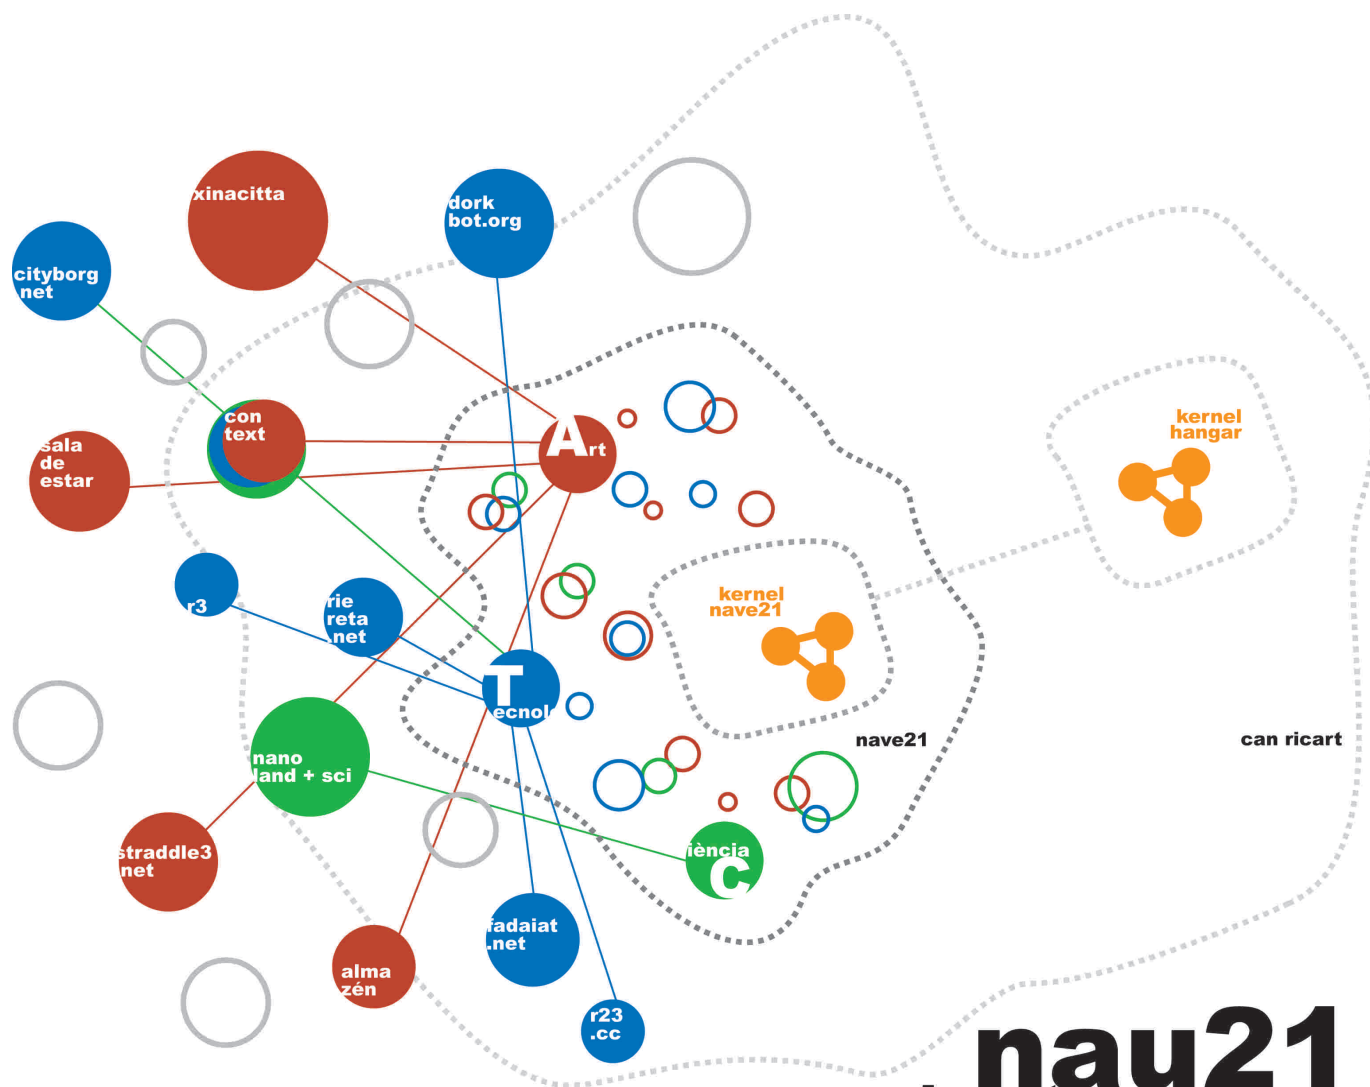 xinacitta
dork
bot.org
cityborg
net
con
text
sala
de
estar
Art
kernel
hangar
r3
rie
reta
.net
kernel
nave21
Tecnol
nave21
can ricart
nano
land + sci
straddle3
net
iència
C
fadaiat
.net
alma
zén
r23
.cc
nau21